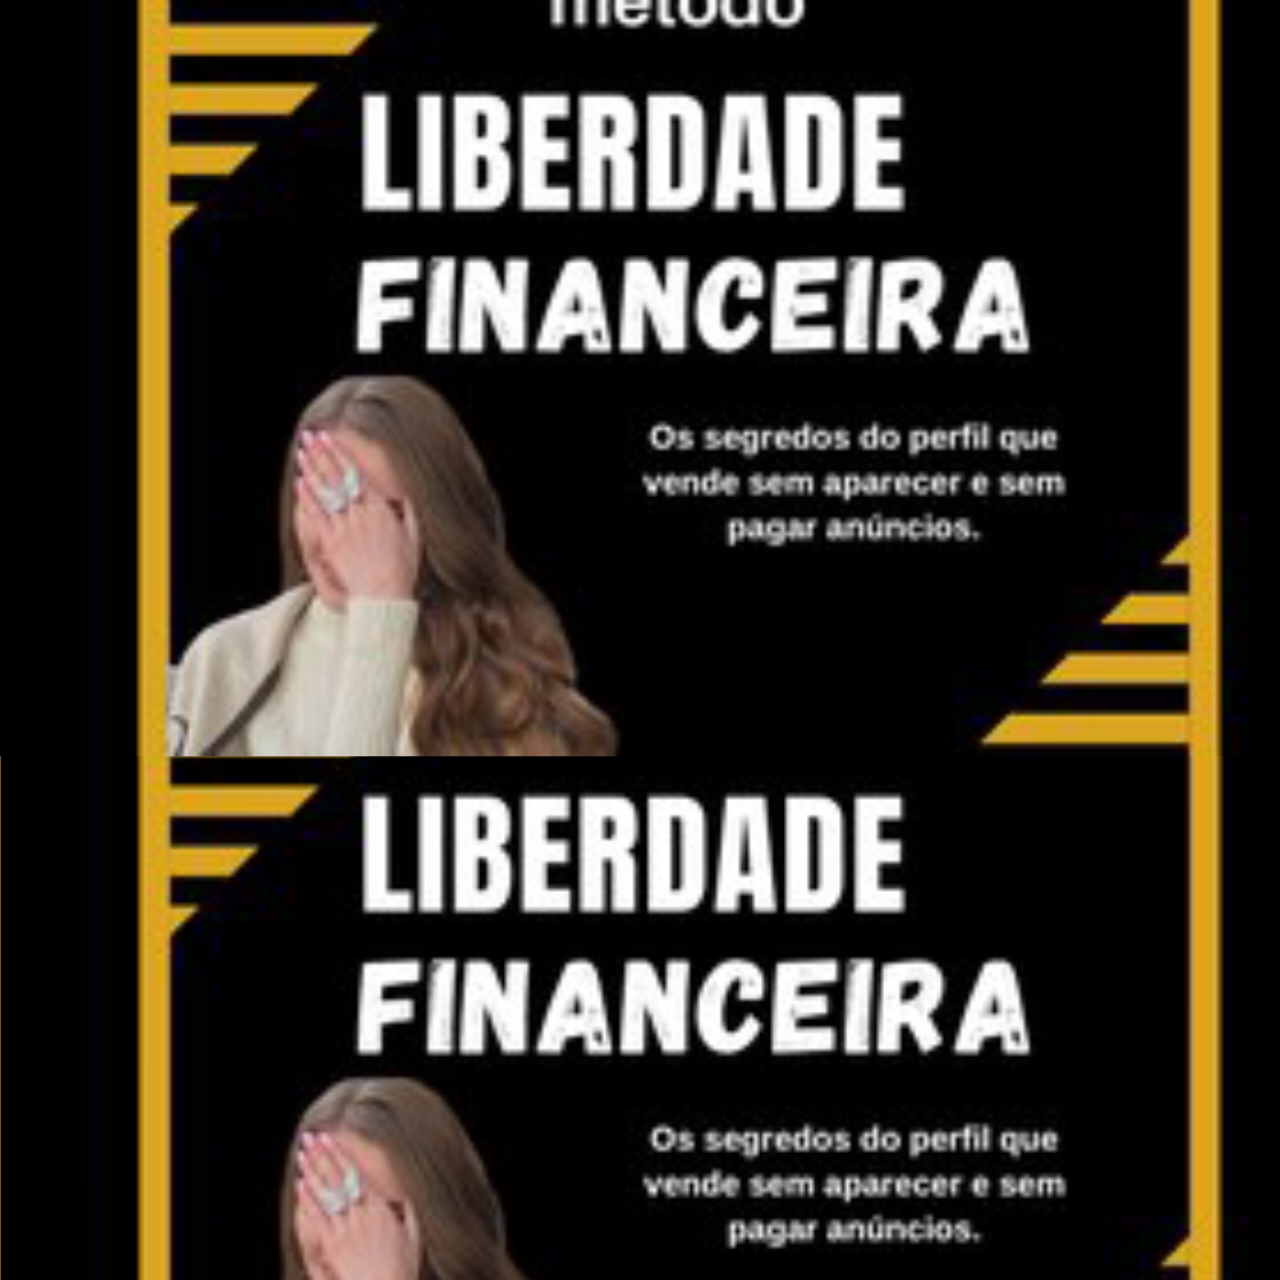 método
LIBERDADE
FINANCEIRA
Os segredos do perfil que
vende sem aparecer e sem
pagar anúncios.
LIBERDADE
FINANCEIRA
Os segredos do perfil que
vende sem aparecer e sem
pagar anúncios.